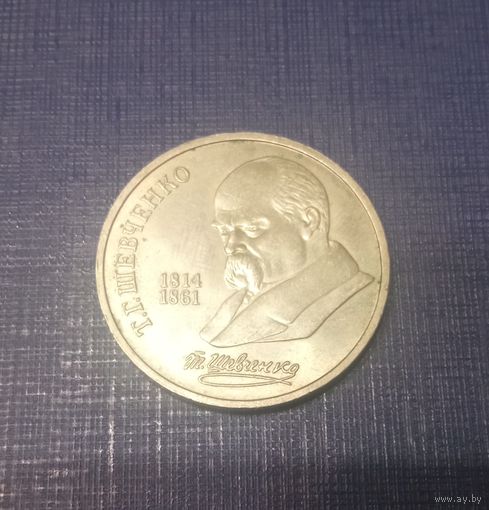 Т.Г. ШЕВЧЕНКО
1814
1861
Т. Шевченко
www.ay.by